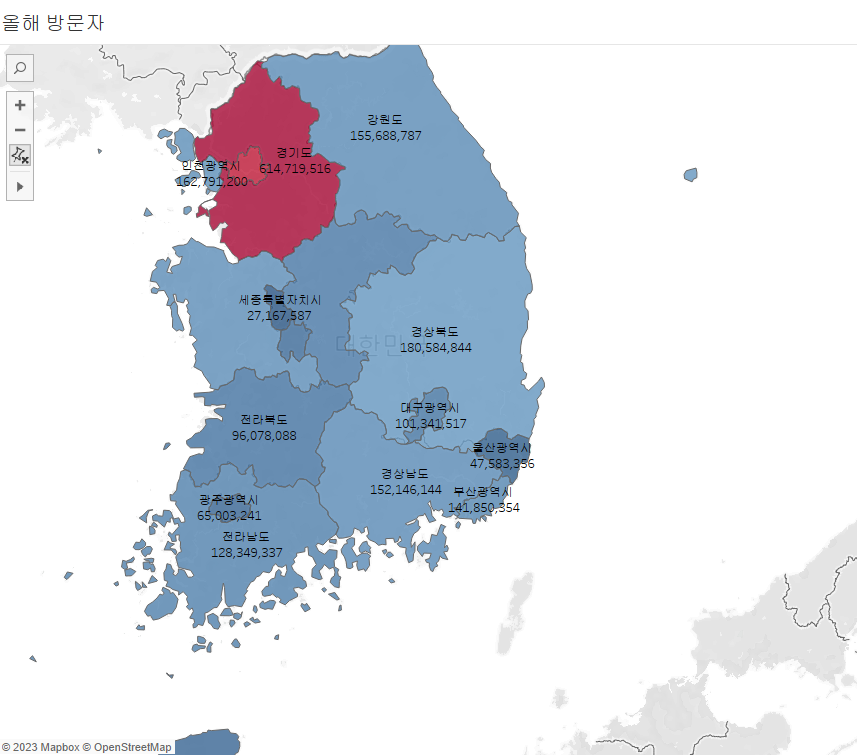 올해 방문자
강원도
155,688,787
경기도
614,719,516
인천광역시
162,791,200
세종특별자치시
27,167,587
경상북도
180,584,844
대한민
대구광역시
101,341,517
전라북도
96,078,088
울산광역시
47,583,356
경상남도
152,146,144
부산광역시
141,850,354
광주광역시
65,003,241
전라남도
128,349,337
© 2023 Mapbox © OpenStreetMap